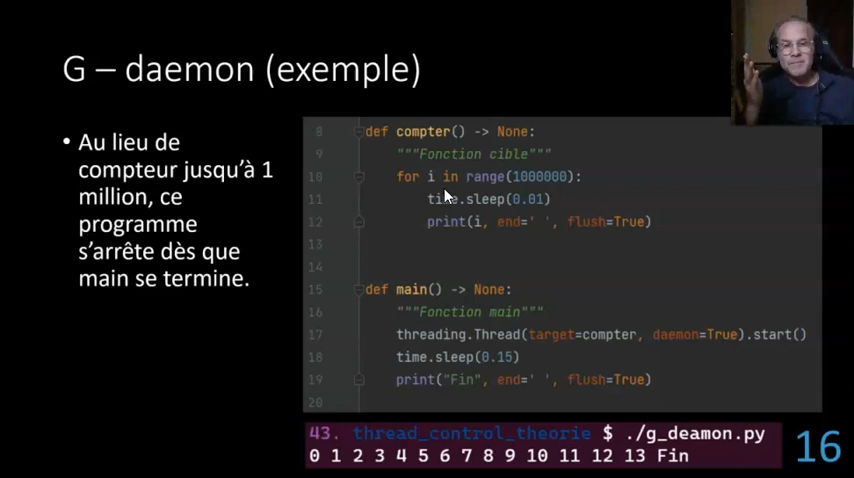 G – daemon (exemple)
• Au lieu de
compteur jusqu'à 1
million, ce
programme
s'arrête dès que
main se termine.
8 def compter() -> None:
9 """Fonction cible"""
10 for i in range(1000000):
11 time.sleep(0.01)
12 print(i, end=' ', flush=True)
13
14
15 def main() -> None:
16 """Fonction main"""
17 threading.Thread(target=compter, daemon=True).start()
18 time.sleep(0.15)
19 print("Fin", end=' ', flush=True)
20
43. thread_control_theorie $ ./g_deamon.py
0 1 2 3 4 5 6 7 8 9 10 11 12 13 Fin
16